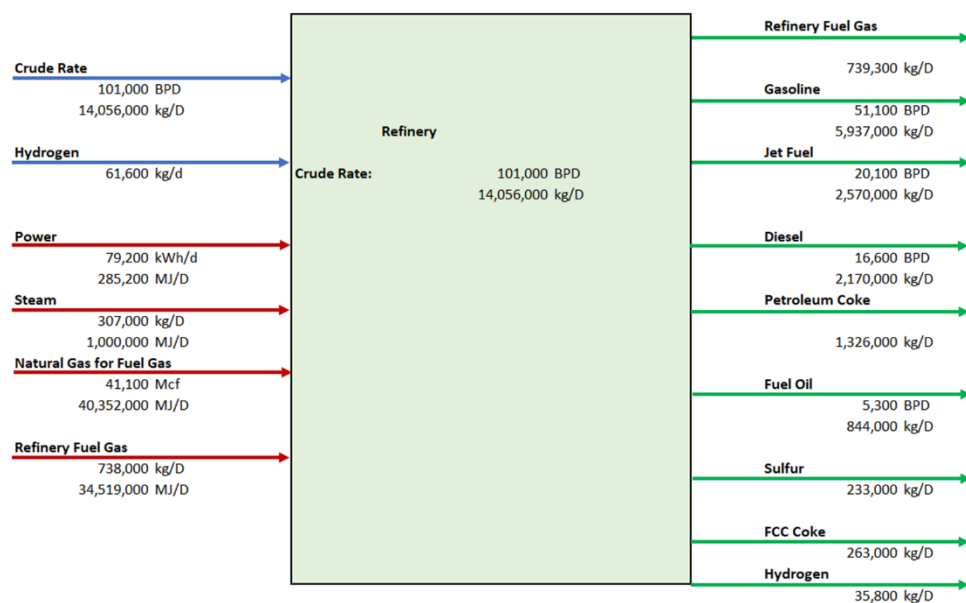 Crude Rate
101,000 BPD
14,056,000 kg/D
Hydrogen
61,600 kg/d
Power
79,200 kWh/d
285,200 MJ/D
Steam
307,000 kg/D
1,000,000 MJ/D
Natural Gas for Fuel Gas
41,100 Mcf
40,352,000 MJ/D
Refinery Fuel Gas
738,000 kg/D
34,519,000 MJ/D
Refinery
Crude Rate: 101,000 BPD
14,056,000 kg/D
Refinery Fuel Gas
739,300 kg/D
Gasoline
51,100 BPD
5,937,000 kg/D
Jet Fuel
20,100 BPD
2,570,000 kg/D
Diesel
16,600 BPD
2,170,000 kg/D
Petroleum Coke
1,326,000 kg/D
Fuel Oil
5,300 BPD
844,000 kg/D
Sulfur
233,000 kg/D
FCC Coke
263,000 kg/D
Hydrogen
35,800 kg/D